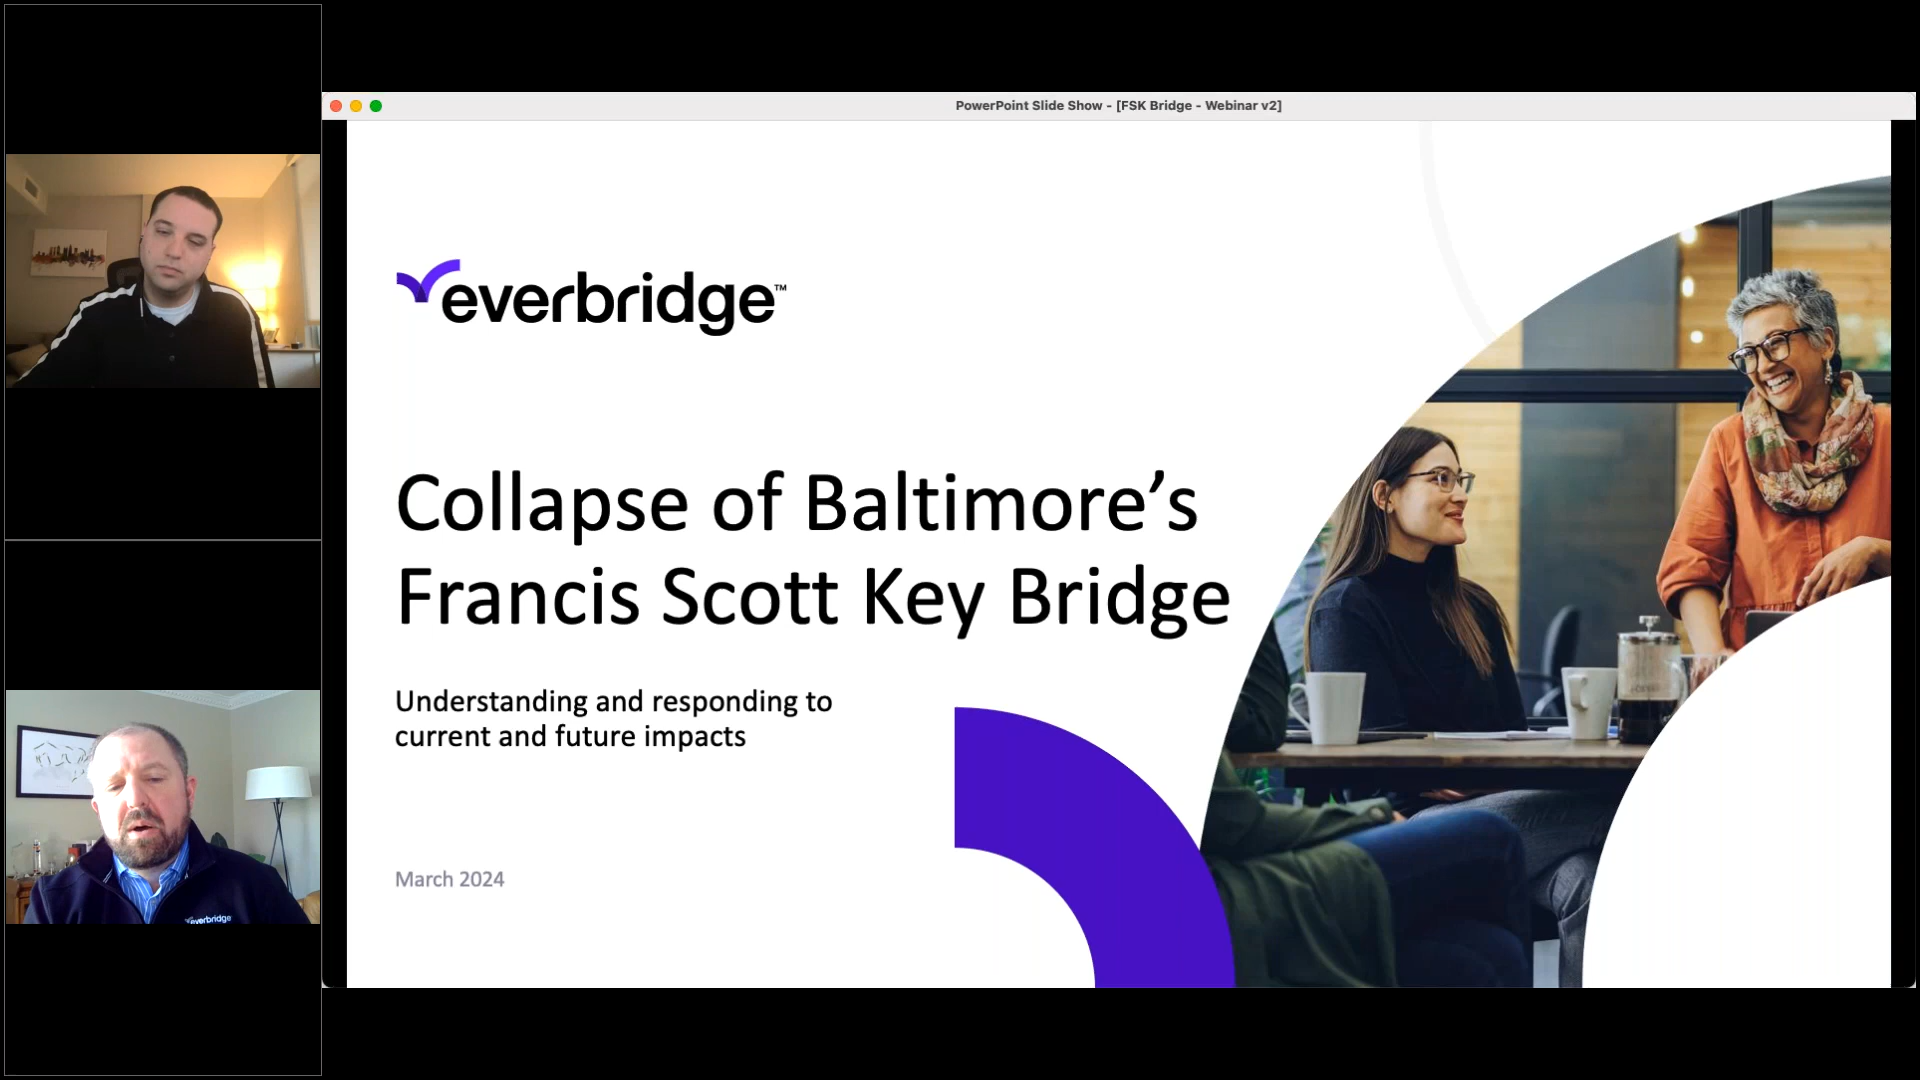 PowerPoint Slide Show - [FSK Bridge - Webinar v2]
everbridge™
Collapse of Baltimore’s
Francis Scott Key Bridge
Understanding and responding to
current and future impacts
March 2024
everbridge